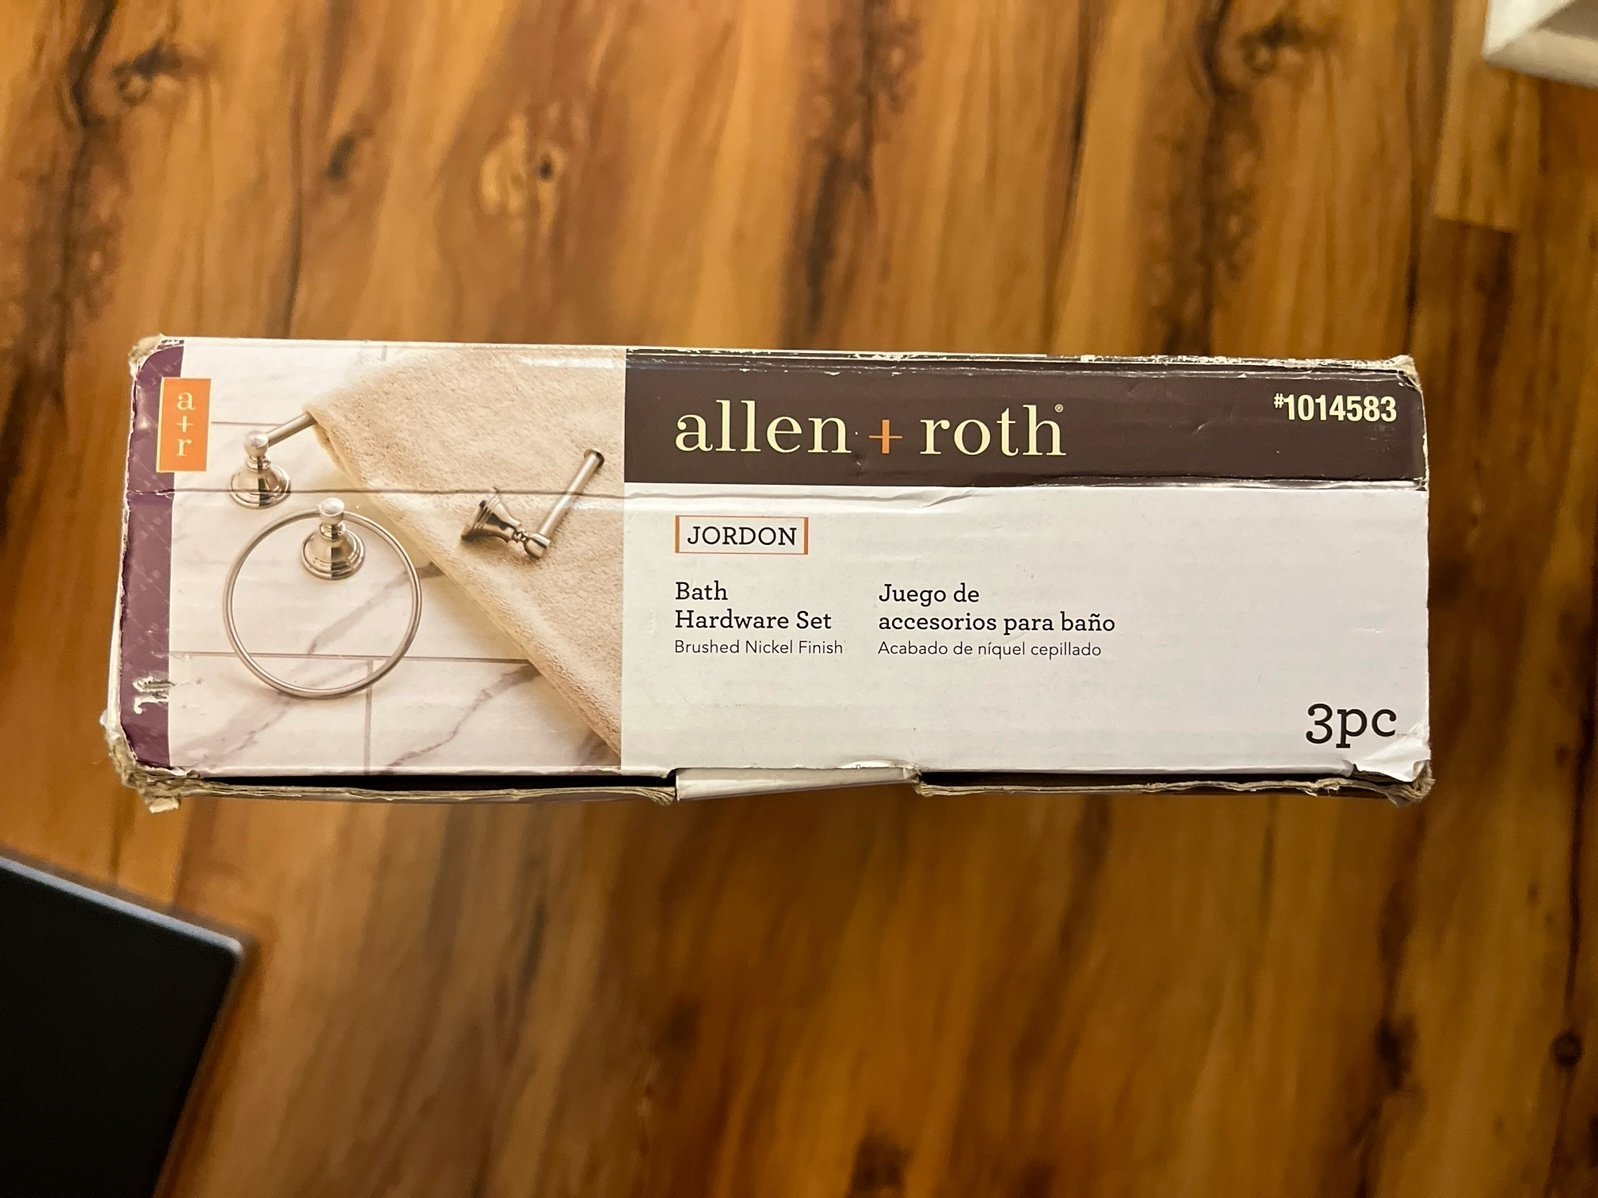 a
+
r
allen + roth®
#1014583
JORDON
Bath
Hardware Set
Brushed Nickel Finish
Juego de
accesorios para baño
Acabado de níquel cepillado
3pc